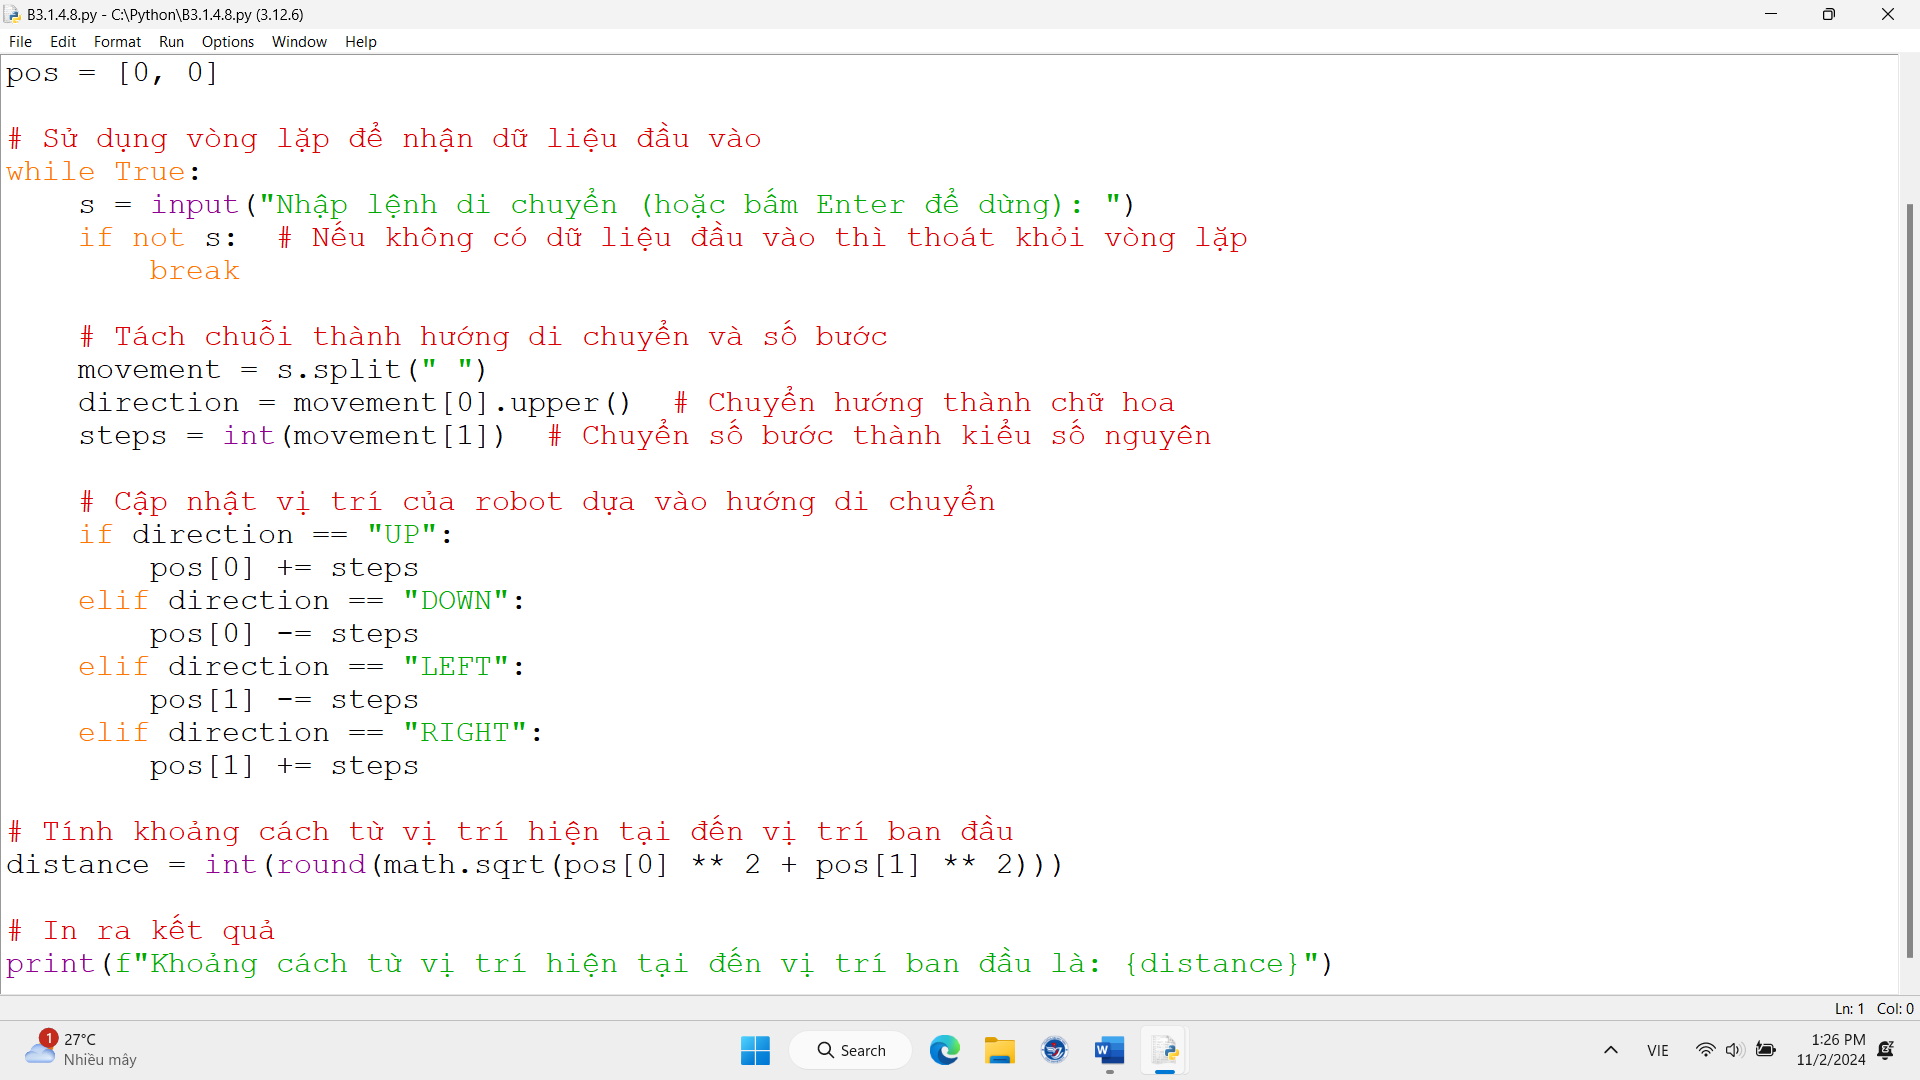 B3.1.4.8.py - C:\Python\B3.1.4.8.py (3.12.6)
File Edit Format Run Options Window Help
pos = [0, 0]
# Sử dụng vòng lặp để nhận dữ liệu đầu vào
while True:
    s = input("Nhập lệnh di chuyển (hoặc bấm Enter để dừng): ")
    if not s:  # Nếu không có dữ liệu đầu vào thì thoát khỏi vòng lặp
        break
    # Tách chuỗi thành hướng di chuyển và số bước
    movement = s.split(" ")
    direction = movement[0].upper()  # Chuyển hướng thành chữ hoa
    steps = int(movement[1])  # Chuyển số bước thành kiểu số nguyên
    # Cập nhật vị trí của robot dựa vào hướng di chuyển
    if direction == "UP":
        pos[0] += steps
    elif direction == "DOWN":
        pos[0] -= steps
    elif direction == "LEFT":
        pos[1] -= steps
    elif direction == "RIGHT":
        pos[1] += steps
# Tính khoảng cách từ vị trí hiện tại đến vị trí ban đầu
distance = int(round(math.sqrt(pos[0] ** 2 + pos[1] ** 2)))
# In ra kết quả
print(f"Khoảng cách từ vị trí hiện tại đến vị trí ban đầu là: {distance}")
Ln: 1 Col: 0
1
27°C
Nhiều mây
Search
VIE
1:26 PM
11/2/2024